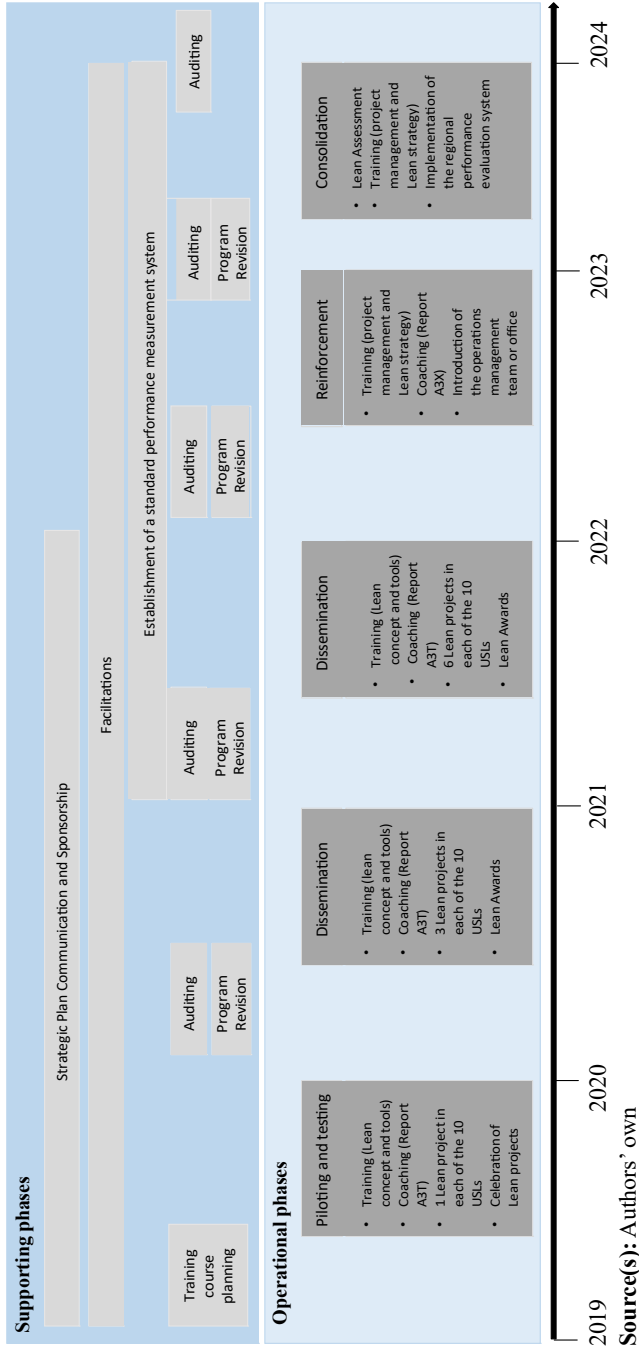 Supporting phases
Strategic Plan Communication and Sponsorship
Facilitations
Establishment of a standard performance measurement system
Training
course
planning
Auditing
Program
Revision
Auditing
Program
Revision
Auditing
Program
Revision
Auditing
Program
Revision
Auditing
Operational phases
Piloting and testing
• Training (Lean
concept and tools)
• Coaching (Report
A3T)
• 1 Lean project in
each of the 10
USLs
• Celebration of
Lean projects
Dissemination
• Training (lean
concept and tools)
• Coaching (Report
A3T)
• 3 Lean projects in
each of the 10
USLs
• Lean Awards
Dissemination
• Training (Lean
concept and tools)
• Coaching (Report
A3T)
• 6 Lean projects in
each of the 10
USLs
• Lean Awards
Reinforcement
• Training (project
management and
Lean strategy)
• Coaching (Report
A3X)
• Introduction of
the operations
management
team or office
Consolidation
• Lean Assessment
• Training (project
management and
Lean strategy)
• Implementation of
the regional
performance
evaluation system
2019
2020
2021
2022
2023
2024
Source(s): Authors' own